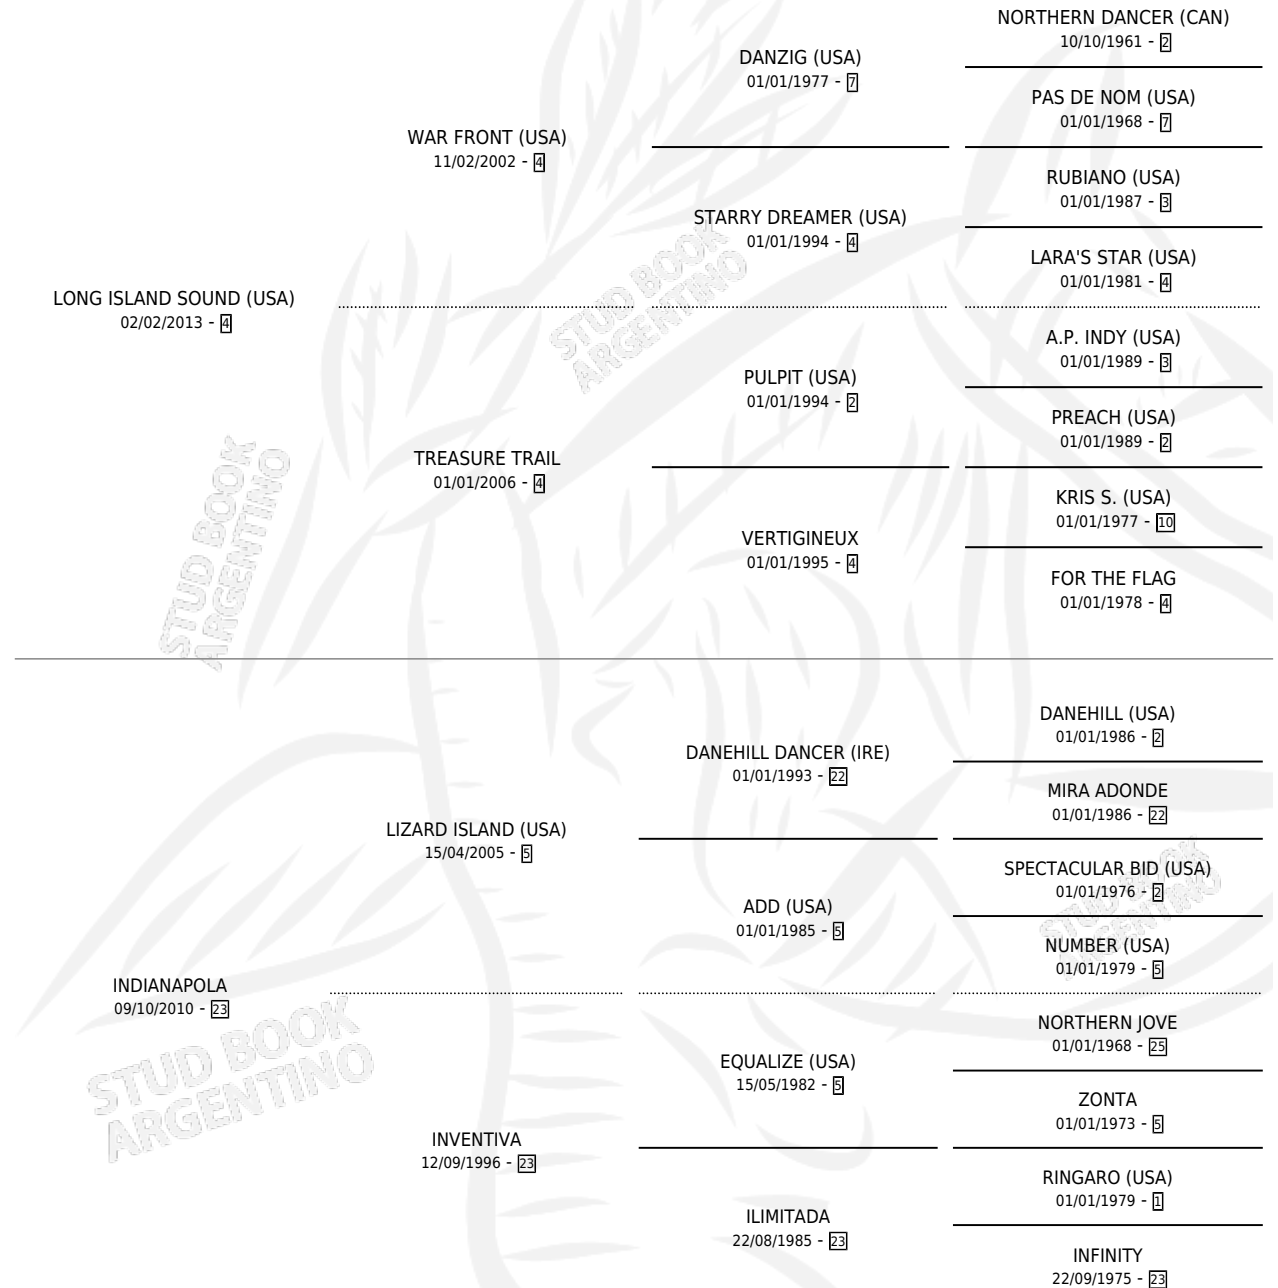 NORTHERN DANCER (CAN)
10/10/1961 - 2
DANZIG (USA)
01/01/1977 - 7
PAS DE NOM (USA)
01/01/1968 - 7
WAR FRONT (USA)
11/02/2002 - 4
RUBIANO (USA)
01/01/1987 - 3
STARRY DREAMER (USA)
01/01/1994 - 4
LARA'S STAR (USA)
01/01/1981 - 4
LONG ISLAND SOUND (USA)
02/02/2013 - 4
STUD BOOK
ARGENTINO
A.P. INDY (USA)
01/01/1989 - 3
PULPIT (USA)
01/01/1994 - 2
PREACH (USA)
01/01/1989 - 2
TREASURE TRAIL
01/01/2006 - 4
KRIS S. (USA)
01/01/1977 - 10
VERTIGINEUX
01/01/1995 - 4
FOR THE FLAG
01/01/1978 - 4
STUD BOOK
ARGENTINO
DANEHILL (USA)
01/01/1986 - 2
DANEHILL DANCER (IRE)
01/01/1993 - 22
MIRA ADONDE
01/01/1986 - 22
LIZARD ISLAND (USA)
15/04/2005 - 5
SPECTACULAR BID (USA)
01/01/1976 - 2
ADD (USA)
01/01/1985 - 5
STUD BOOK
ARGENTINO
NUMBER (USA)
01/01/1979 - 5
INDIANAPOLA
09/10/2010 - 23
NORTHERN JOVE
01/01/1968 - 25
STUD BOOK
ARGENTINO
EQUALIZE (USA)
15/05/1982 - 5
ZONTA
01/01/1973 - 5
INVENTIVA
12/09/1996 - 23
RINGARO (USA)
01/01/1979 - 1
ILIMITADA
22/08/1985 - 23
INFINITY
22/09/1975 - 23